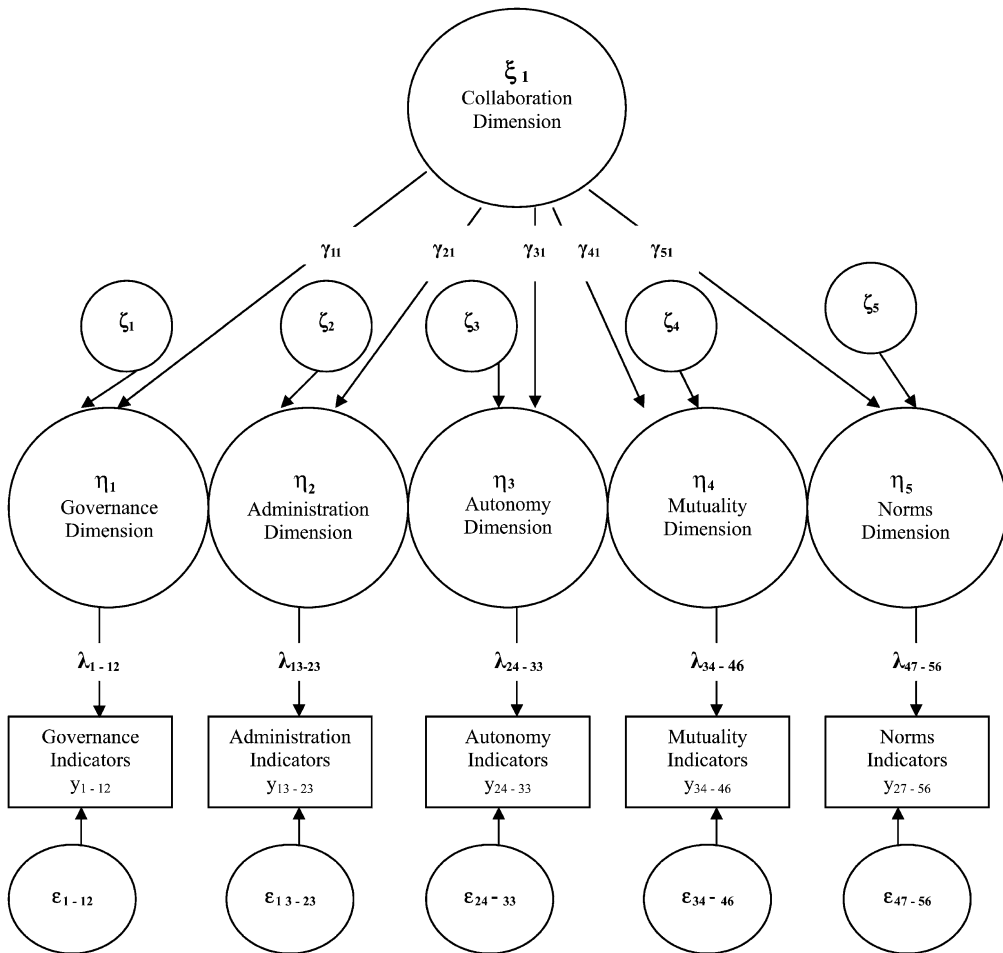 ξ 1
Collaboration
Dimension
γ11 γ21 γ31 γ41 γ51
ζ1 ζ2 ζ3 ζ4 ζ5
η1
Governance
Dimension
η2
Administration
Dimension
η3
Autonomy
Dimension
η4
Mutuality
Dimension
η5
Norms
Dimension
λ1 - 12 λ13-23 λ24 - 33 λ34 - 46 λ47 - 56
Governance
Indicators
y1 - 12
Administration
Indicators
y13 - 23
Autonomy
Indicators
y24 - 33
Mutuality
Indicators
y34 - 46
Norms
Indicators
y27 - 56
ε1 - 12 ε1 3 - 23 ε24 - 33 ε34 - 46 ε47 - 56